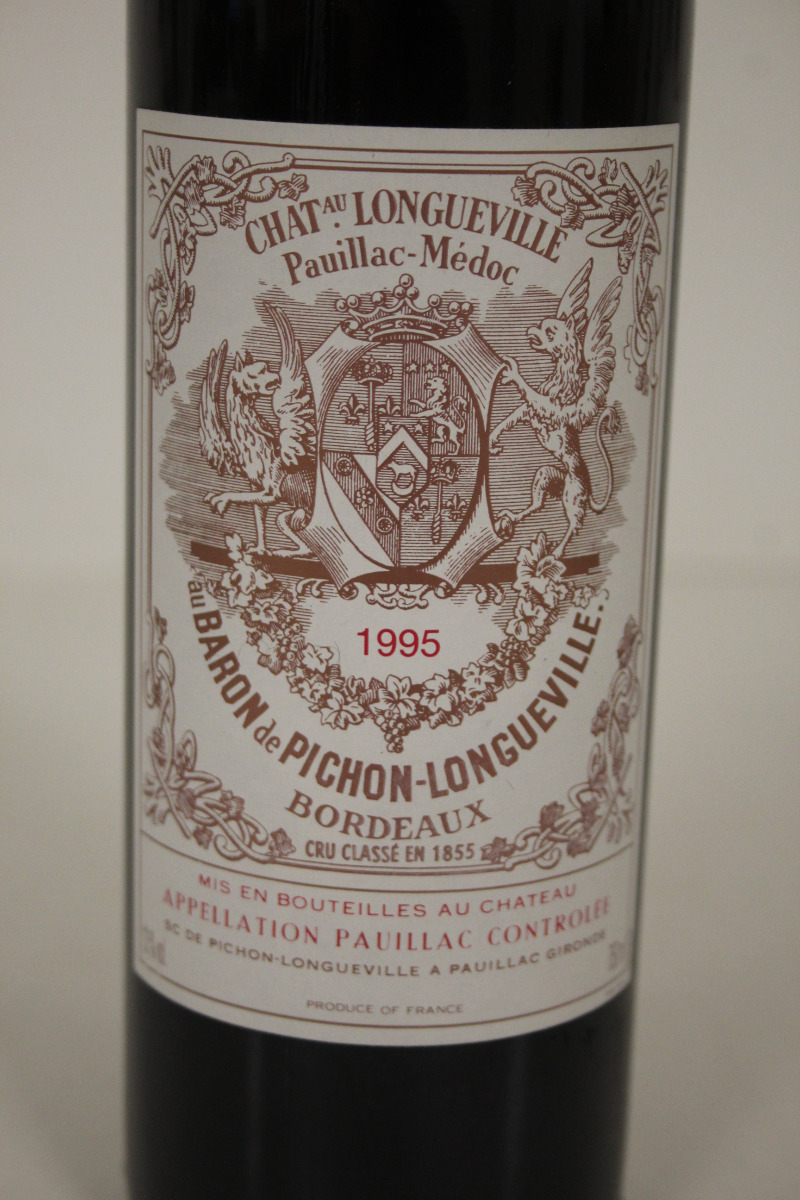 CHATAU. LONGUEVILLE
Pauillac-Médoc
1995
au BARON de PICHON-LONGUEVILLE.
BORDEAUX
CRU CLASSÉ EN 1855
MIS EN BOUTEILLES AU CHATEAU
APPELLATION PAUILLAC CONTROLÉE
SC DE PICHON-LONGUEVILLE A PAUILLAC GIRONDE
PRODUCE OF FRANCE